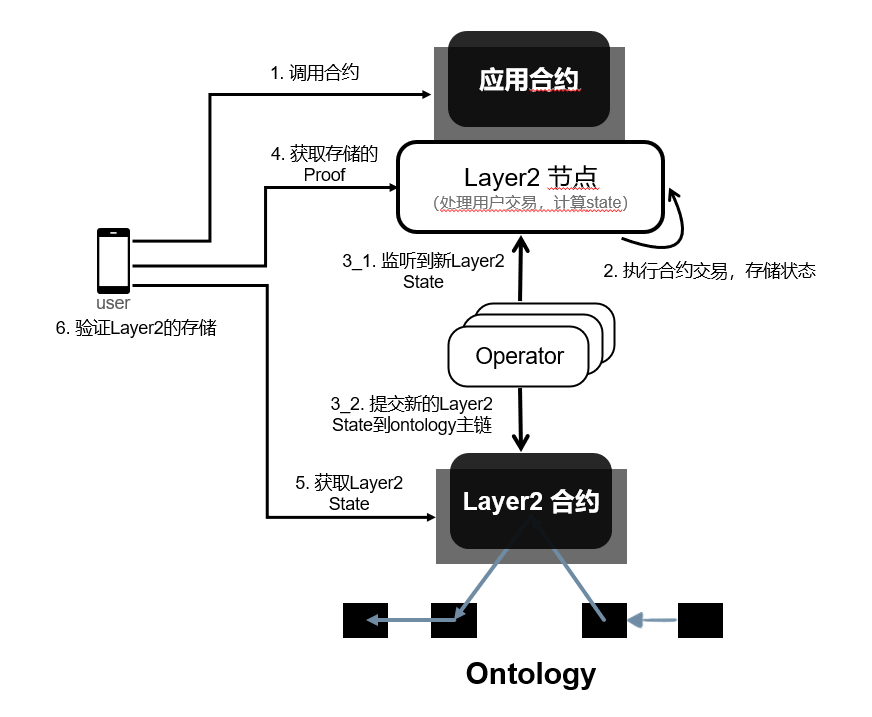 应用合约
1. 调用合约
4. 获取存储的
Proof
Layer2 节点
（处理用户交易，计算state）
3_1. 监听到新Layer2
State
2. 执行合约交易，存储状态
user
6. 验证Layer2的存储
Operator
3_2. 提交新的Layer2
State到ontology主链
5. 获取Layer2
State
Layer2 合约
Ontology